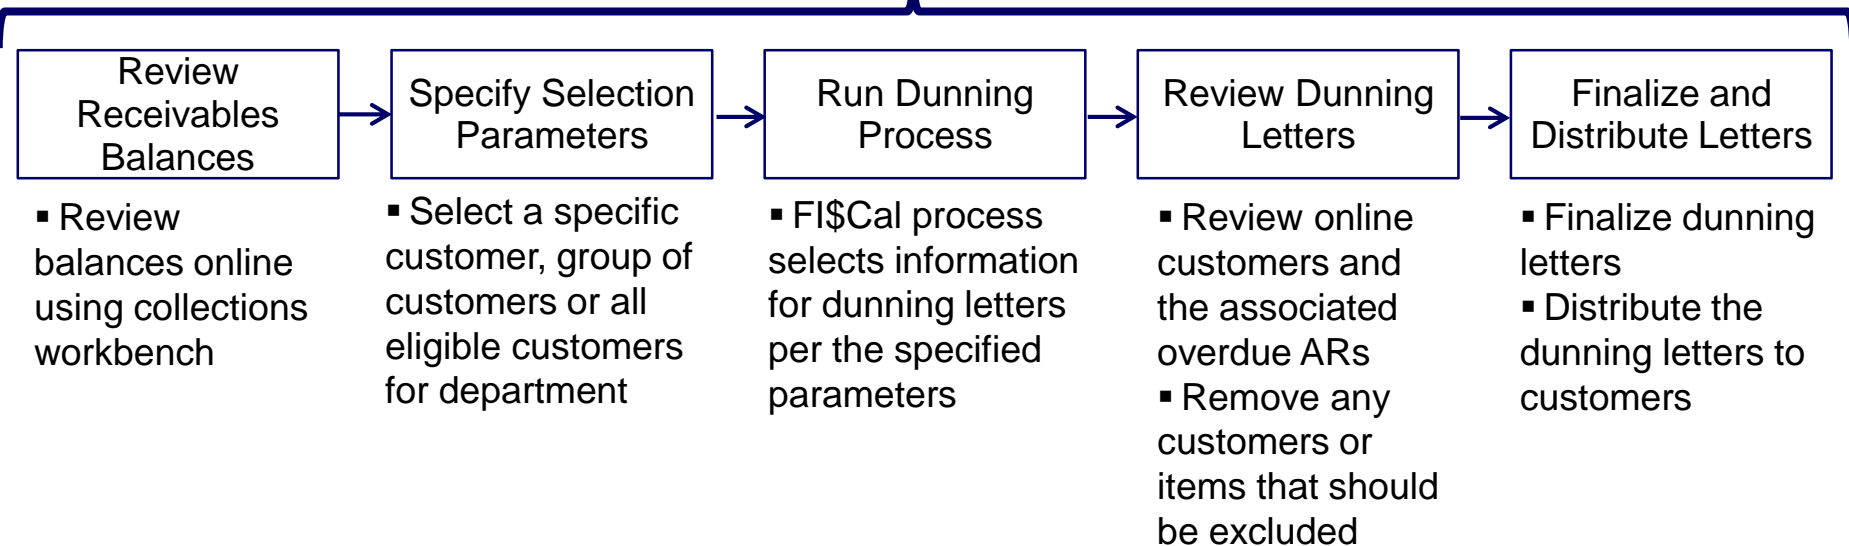 Review
Receivables
Balances
Specify Selection
Parameters
Run Dunning
Process
Review Dunning
Letters
Finalize and
Distribute Letters
▪ Review
balances online
using collections
workbench
▪ Select a specific
customer, group of
customers or all
eligible customers
for department
▪ FI$Cal process
selects information
for dunning letters
per the specified
parameters
▪ Review online
customers and
the associated
overdue ARs
▪ Remove any
customers or
items that should
be excluded
▪ Finalize dunning
letters
▪ Distribute the
dunning letters to
customers